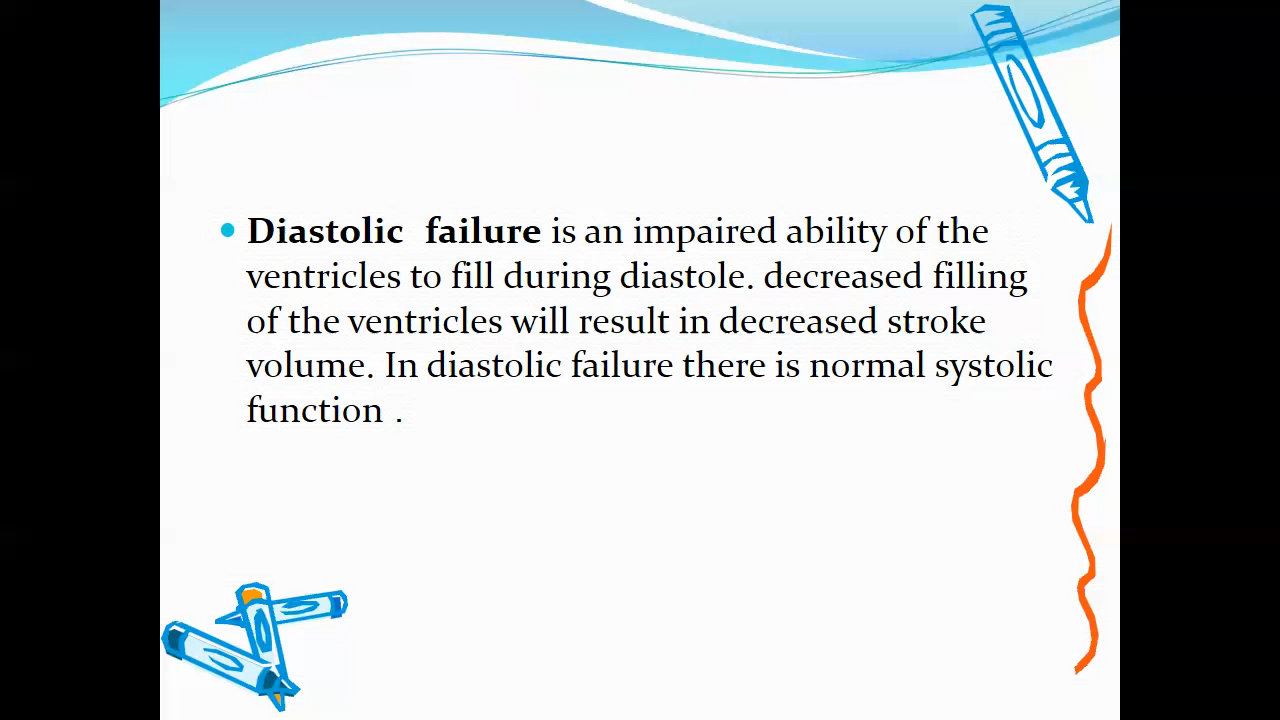 • Diastolic  failure is an impaired ability of the
ventricles to fill during diastole. decreased filling
of the ventricles will result in decreased stroke
volume. In diastolic failure there is normal systolic
function .